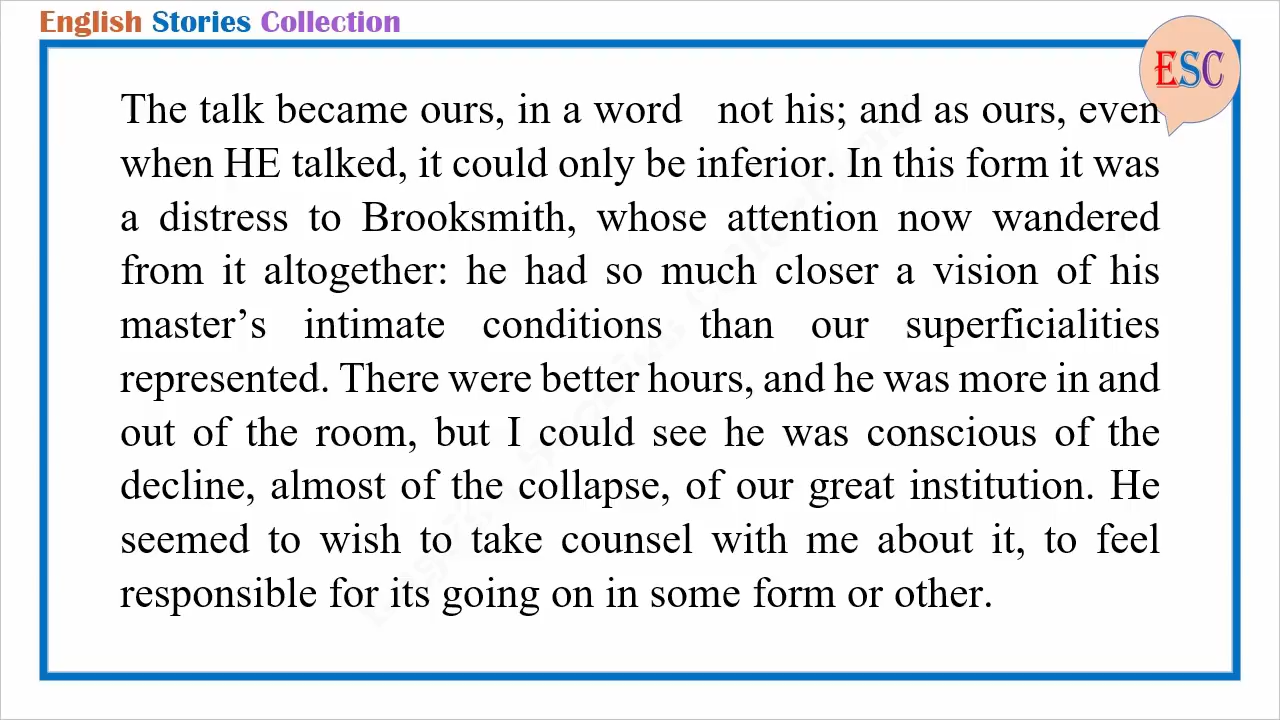 English Stories Collection
ESC
The talk became ours, in a word   not his; and as ours, even
when HE talked, it could only be inferior. In this form it was
a distress to Brooksmith, whose attention now wandered
from it altogether: he had so much closer a vision of his
master’s intimate conditions than our superficialities
represented. There were better hours, and he was more in and
out of the room, but I could see he was conscious of the
decline, almost of the collapse, of our great institution. He
seemed to wish to take counsel with me about it, to feel
responsible for its going on in some form or other.